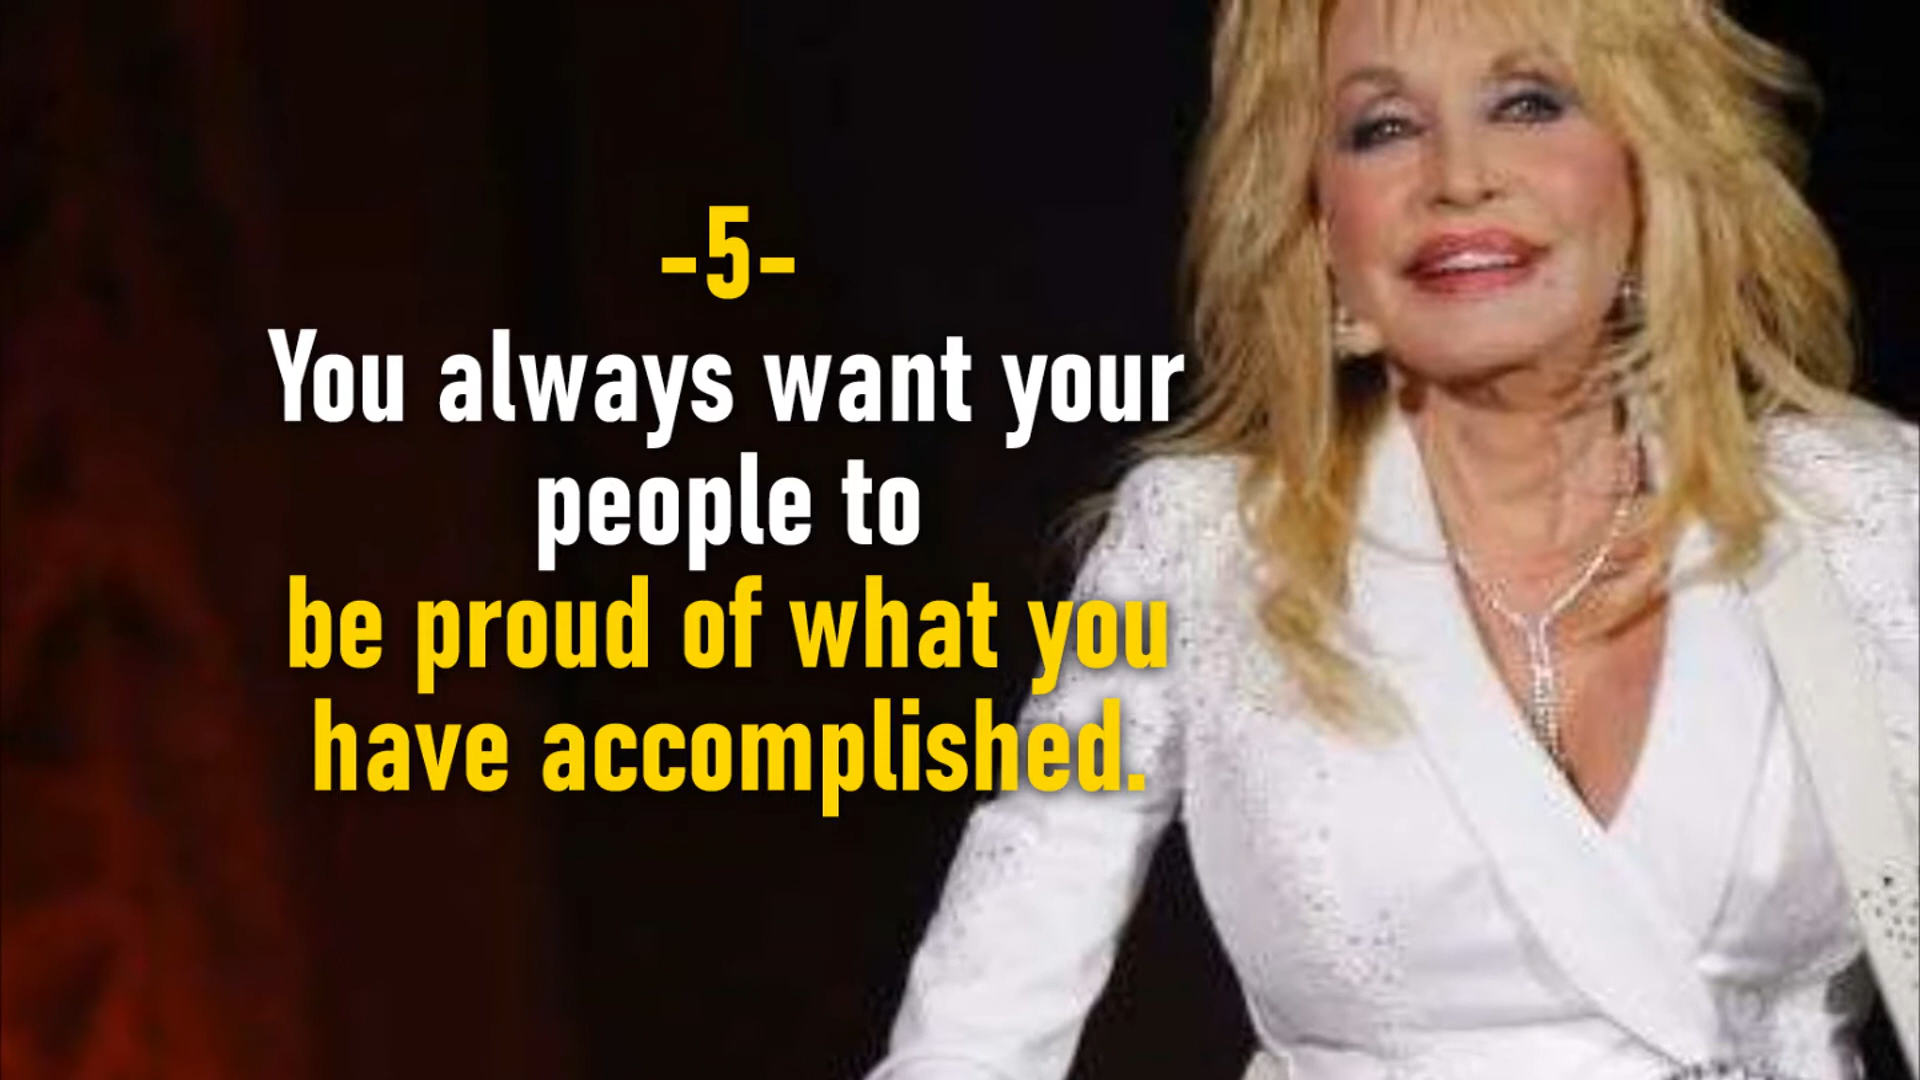 -5-
You always want your
people to
be proud of what you
have accomplished.